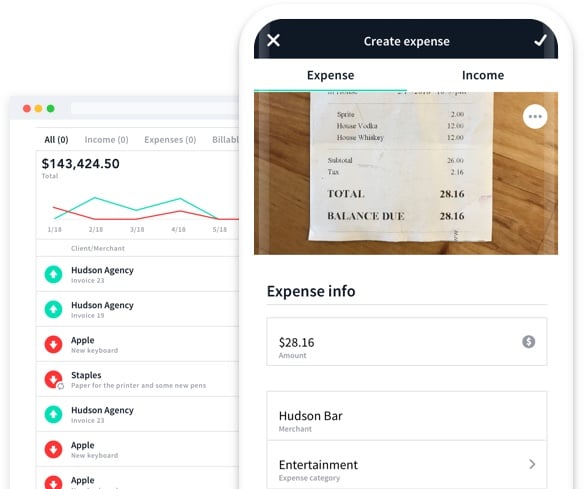 All (0) Income (0) Expenses (0)
$143,424.50
Total
1/18 2/18 3/18 4/18 5/18
Client/Merchant
Hudson Agency
Invoice 23
Hudson Agency
Invoice 19
Apple
New keyboard
Staples
Paper for the printer and some new pens
Hudson Agency
Invoice 23
Apple
New keyboard
Apple
New keyboard
Create expense
Expense Income
Sprite 2.00
House Vodka 12.00
House Whiskey 12.00
Subtotal 26.00
Tax 2.16
TOTAL 28.16
BALANCE DUE 28.16
Expense info
$28.16
Amount
Hudson Bar
Merchant
Entertainment
Expense category